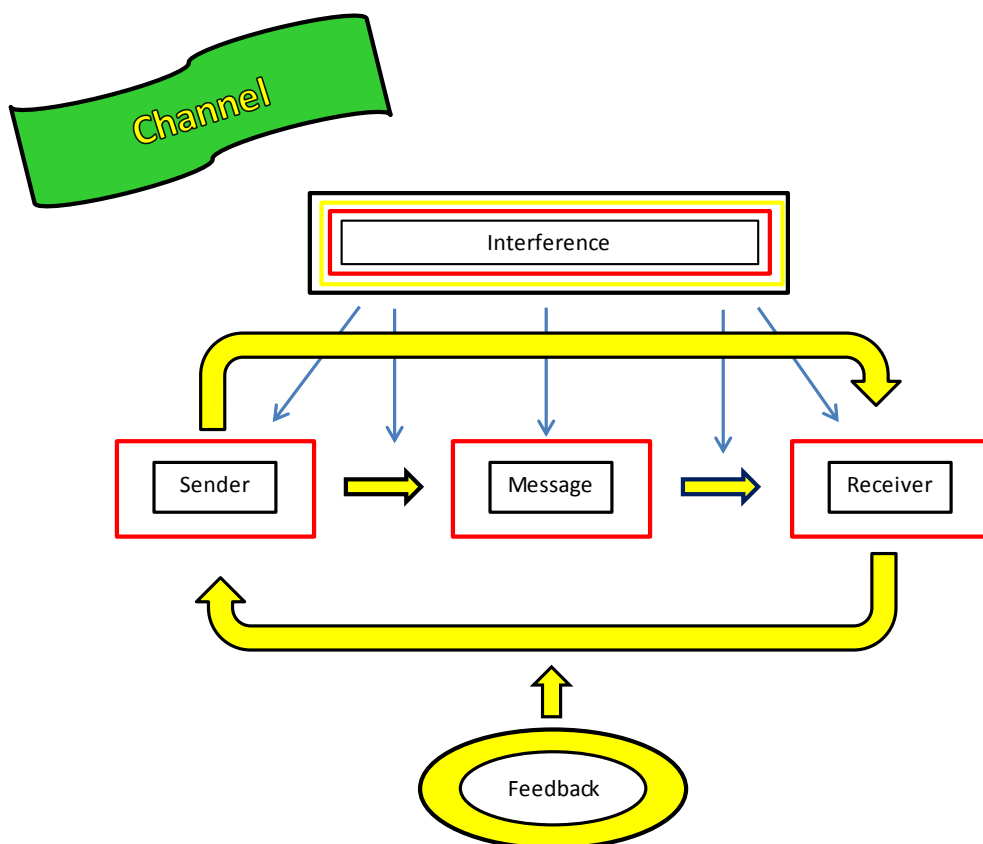 Channel
Interference
Sender
Message
Receiver
Feedback